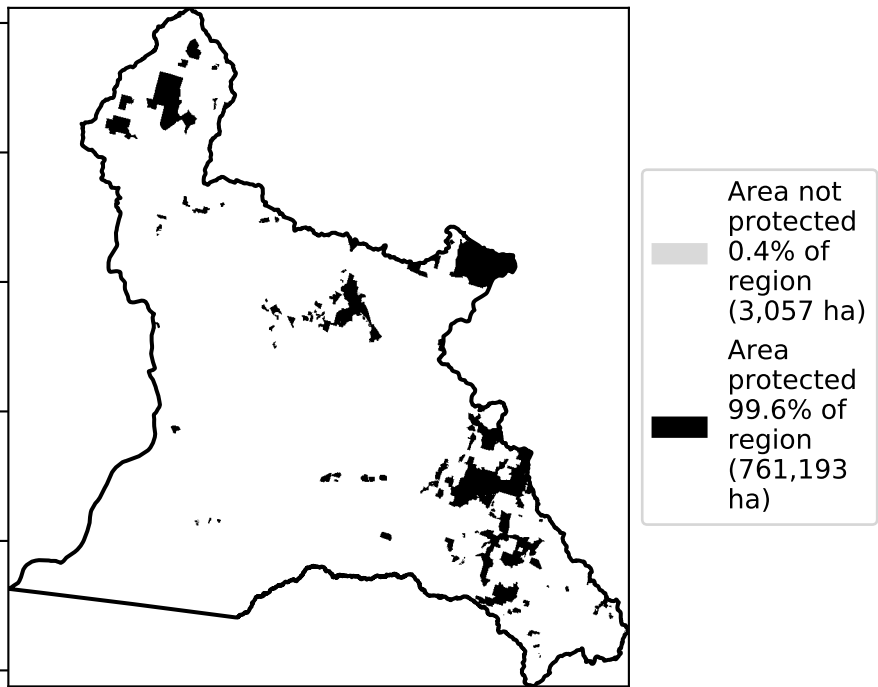 Area not
protected
0.4% of
region
(3,057 ha)
Area
protected
99.6% of
region
(761,193
ha)